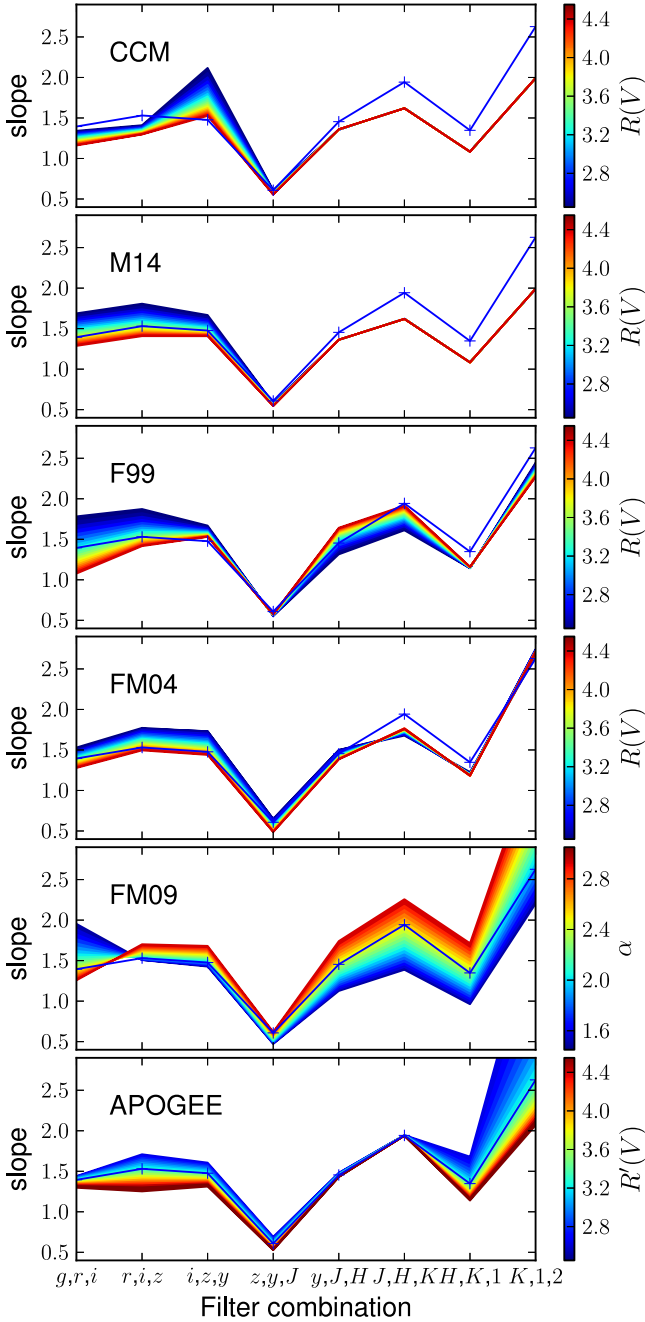 CCM
slope
2.5
2.0
1.5
1.0
0.5
4.4
4.0
3.6
3.2
2.8
R(V)
M14
slope
2.5
2.0
1.5
1.0
0.5
4.4
4.0
3.6
3.2
2.8
R(V)
F99
slope
2.5
2.0
1.5
1.0
0.5
4.4
4.0
3.6
3.2
2.8
R(V)
FM04
slope
2.5
2.0
1.5
1.0
0.5
4.4
4.0
3.6
3.2
2.8
R(V)
FM09
slope
2.5
2.0
1.5
1.0
0.5
2.8
2.4
2.0
1.6
α
APOGEE
slope
2.5
2.0
1.5
1.0
0.5
4.4
4.0
3.6
3.2
2.8
R′(V)
g,r,i r,i,z i,z,y z,y,J y,J,H J,H,K H,K,1 K,1,2
Filter combination